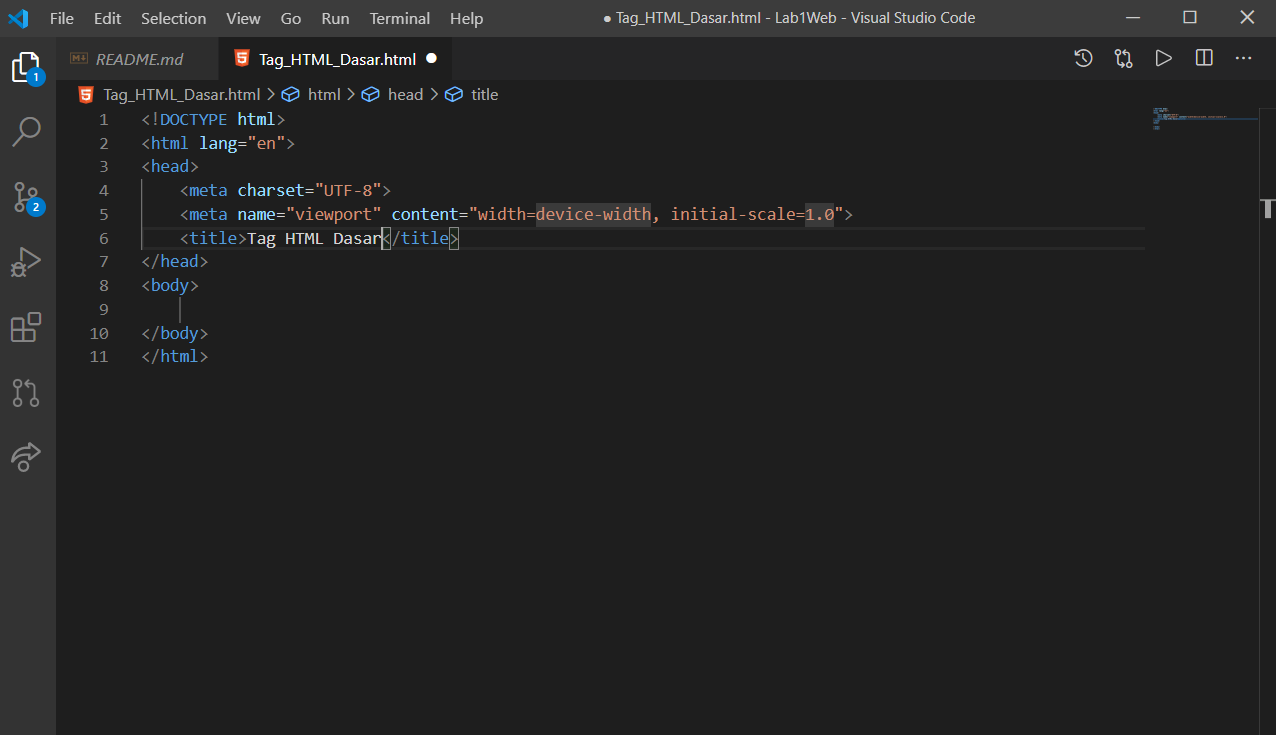 File Edit Selection View Go Run Terminal Help ● Tag_HTML_Dasar.html - Lab1Web - Visual Studio Code
README.md Tag_HTML_Dasar.html
Tag_HTML_Dasar.html > html > head > title
1 <!DOCTYPE html>
2 <html lang="en">
3 <head>
4 <meta charset="UTF-8">
5 <meta name="viewport" content="width=device-width, initial-scale=1.0">
6 <title>Tag HTML Dasar</title>
7 </head>
8 <body>
9
10 </body>
11 </html>
1
2